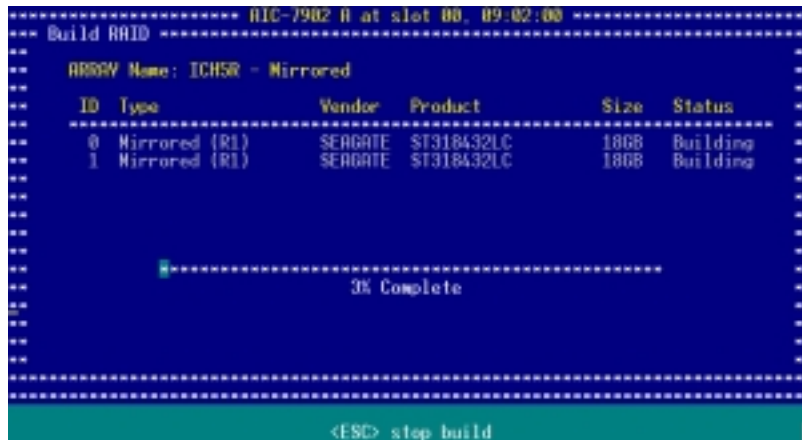 AIC-7902 A at slot 00, 09:02:00
Build RAID
ARRAY Name: ICH5R - Mirrored
ID Type Vendor Product Size Status
0 Mirrored (R1) SEAGATE ST318432LC 18GB Building
1 Mirrored (R1) SEAGATE ST318432LC 18GB Building
3% Complete
<ESC> stop build